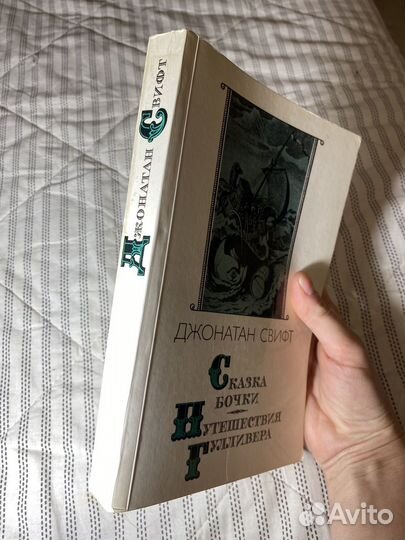 ДЖОНАТАН СВИФТ
ДЖОНАТАН СВИФТ
СКАЗКА
БОЧКИ
ПУТЕШЕСТВИЯ
ГУЛЛИВЕРА
Avito